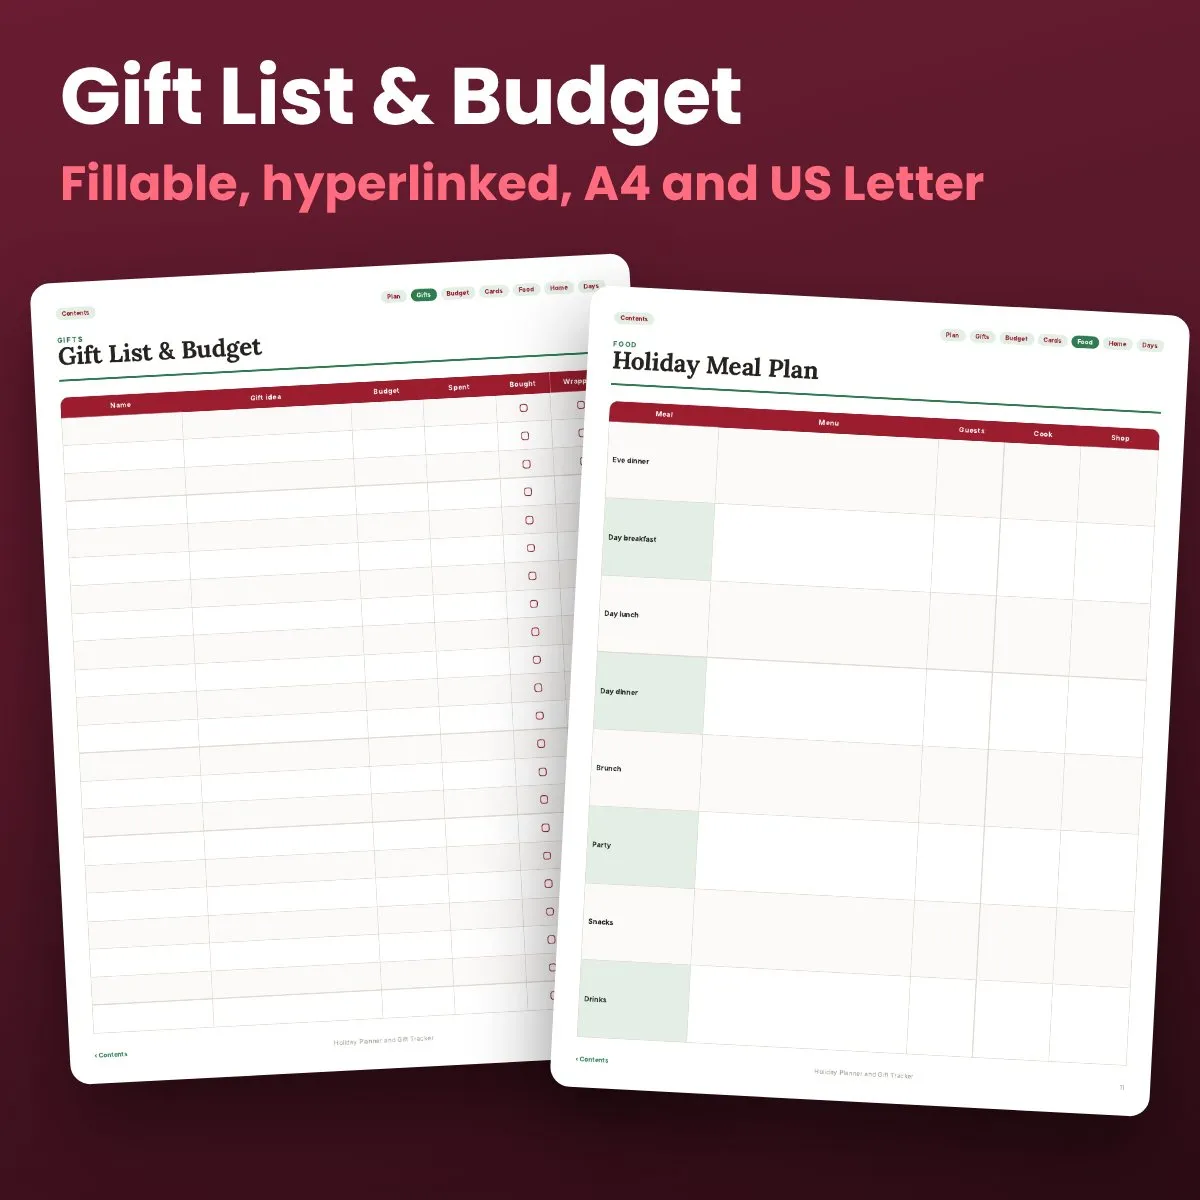 Gift List & Budget
Fillable, hyperlinked, A4 and US Letter
Contents
Plan Gifts Budget Cards Food Home Days
GIFTS
Gift List & Budget
Name Gift idea Budget Spent Bought
‹ Contents
Holiday Planner and Gift Tracker
Contents
Plan Gifts Budget Cards Food Home Days
FOOD
Holiday Meal Plan
Meal Menu Guests Cook Shop
Eve dinner
Day breakfast
Day lunch
Day dinner
Brunch
Party
Snacks
Drinks
‹ Contents
Holiday Planner and Gift Tracker
11